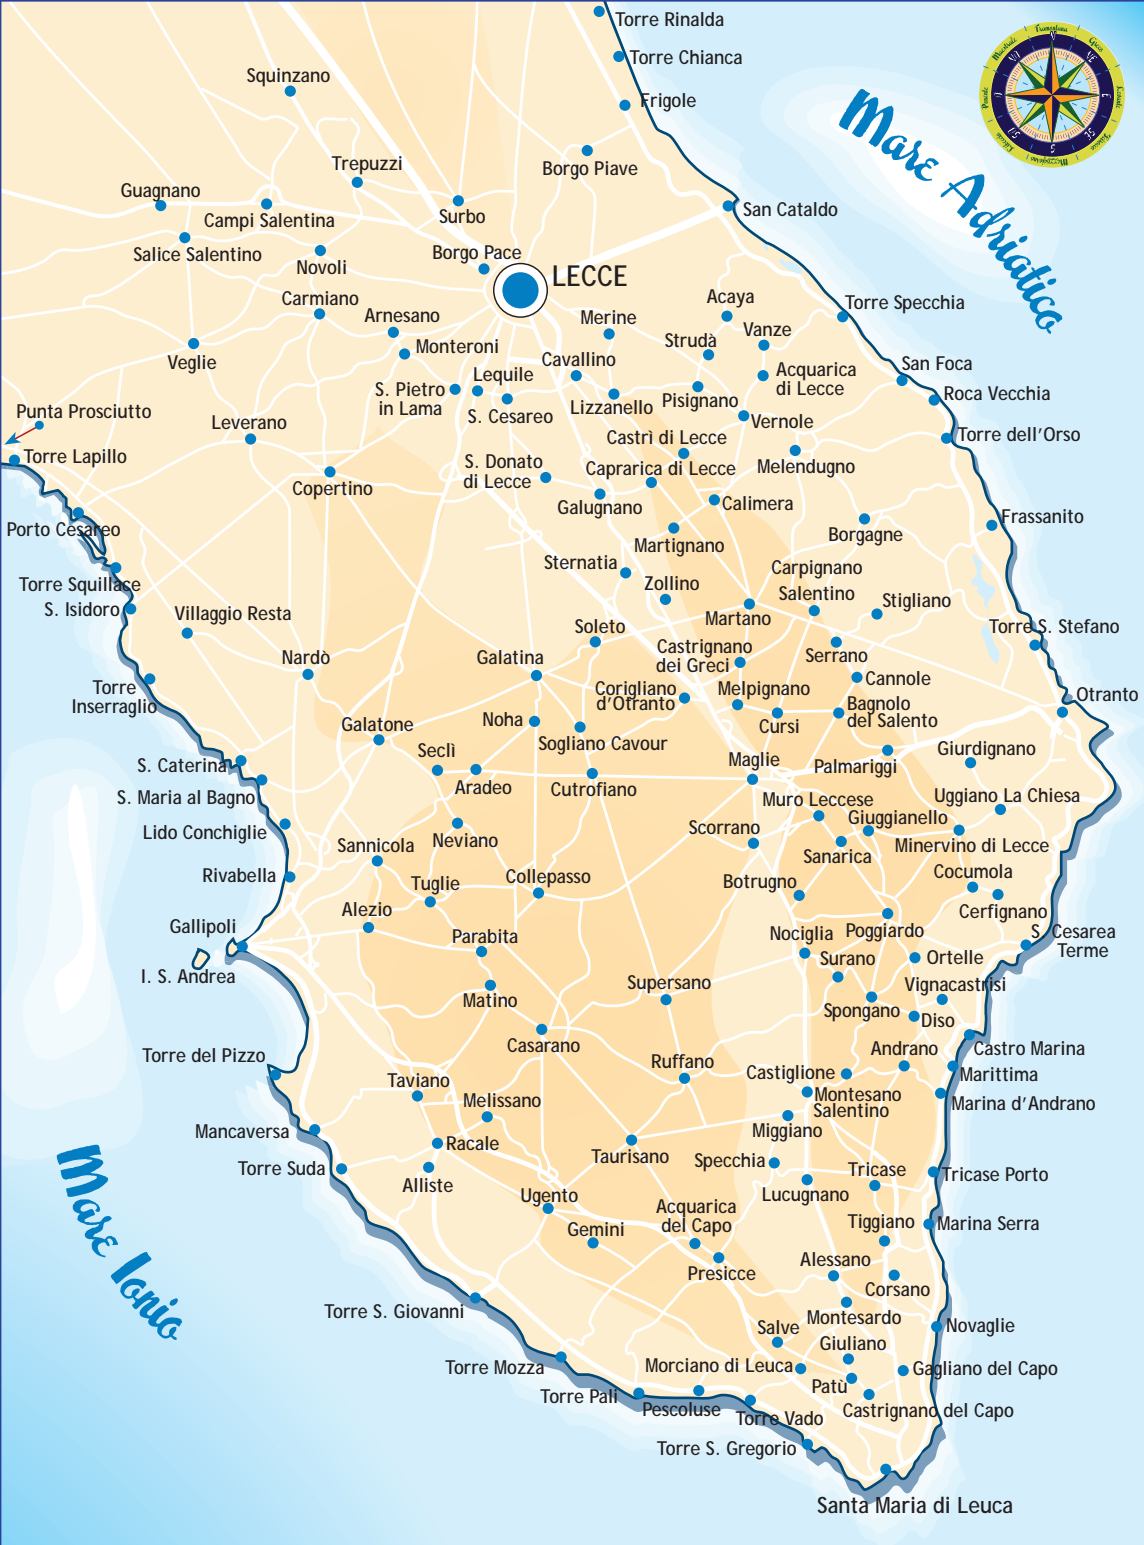 Torre Rinalda
Torre Chianca
Squinzano
Frigole
Tramontana
Greco
Levante
Maestrale
Ponente
Libeccio
Mezzogiorno
N
NE
E
SE
S
SO
O
NO
Mare Adriatico
Borgo Piave
Trepuzzi
Guagnano
Campi Salentina
Surbo
San Cataldo
Salice Salentino
Novoli
Borgo Pace
LECCE
Carmiano
Acaya
Torre Specchia
Arnesano
Merine
Vanze
Strudà
Monteroni
Veglie
Cavallino
San Foca
Lequile
Acquarica
di Lecce
S. Pietro
in Lama
Roca Vecchia
Pisignano
Lizzanello
Punta Prosciutto
S. Cesareo
Leverano
Vernole
Castrì di Lecce
Torre dell'Orso
Torre Lapillo
S. Donato
di Lecce
Caprarica di Lecce
Melendugno
Copertino
Galugnano
Calimera
Frassanito
Porto Cesareo
Borgagne
Martignano
Sternatia
Carpignano
Salentino
Torre Squillace
Zollino
Stigliano
S. Isidoro
Villaggio Resta
Martano
Soleto
Torre S. Stefano
Castrignano
dei Greci
Serrano
Nardò
Galatina
Cannole
Torre
Inserraglio
Corigliano
d'Otranto
Melpignano
Otranto
Bagnolo
del Salento
Galatone
Noha
Cursi
Sogliano Cavour
Seclì
Giurdignano
Maglie
S. Caterina
Palmariggi
Aradeo
Cutrofiano
S. Maria al Bagno
Muro Leccese
Uggiano La Chiesa
Giuggianello
Lido Conchiglie
Scorrano
Neviano
Sannicola
Minervino di Lecce
Sanarica
Rivabella
Tuglie
Collepasso
Botrugno
Cocumola
Alezio
Cerfignano
Gallipoli
Parabita
Nociglia
Poggiardo
S. Cesarea
Terme
Surano
Ortelle
I. S. Andrea
Supersano
Vignacastrisi
Matino
Spongano
Diso
Casarano
Andrano
Castro Marina
Torre del Pizzo
Ruffano
Castiglione
Marittima
Taviano
Montesano
Salentino
Melissano
Marina d'Andrano
Mancaversa
Miggiano
Racale
Taurisano
Specchia
Torre Suda
Tricase
Tricase Porto
Alliste
Lucugnano
Mare Ionio
Ugento
Acquarica
del Capo
Gemini
Tiggiano
Marina Serra
Alessano
Presicce
Corsano
Torre S. Giovanni
Montesardo
Salve
Novaglie
Giuliano
Torre Mozza
Morciano di Leuca
Gagliano del Capo
Patù
Torre Pali
Pescoluse
Torre Vado
Castrignano del Capo
Torre S. Gregorio
Santa Maria di Leuca